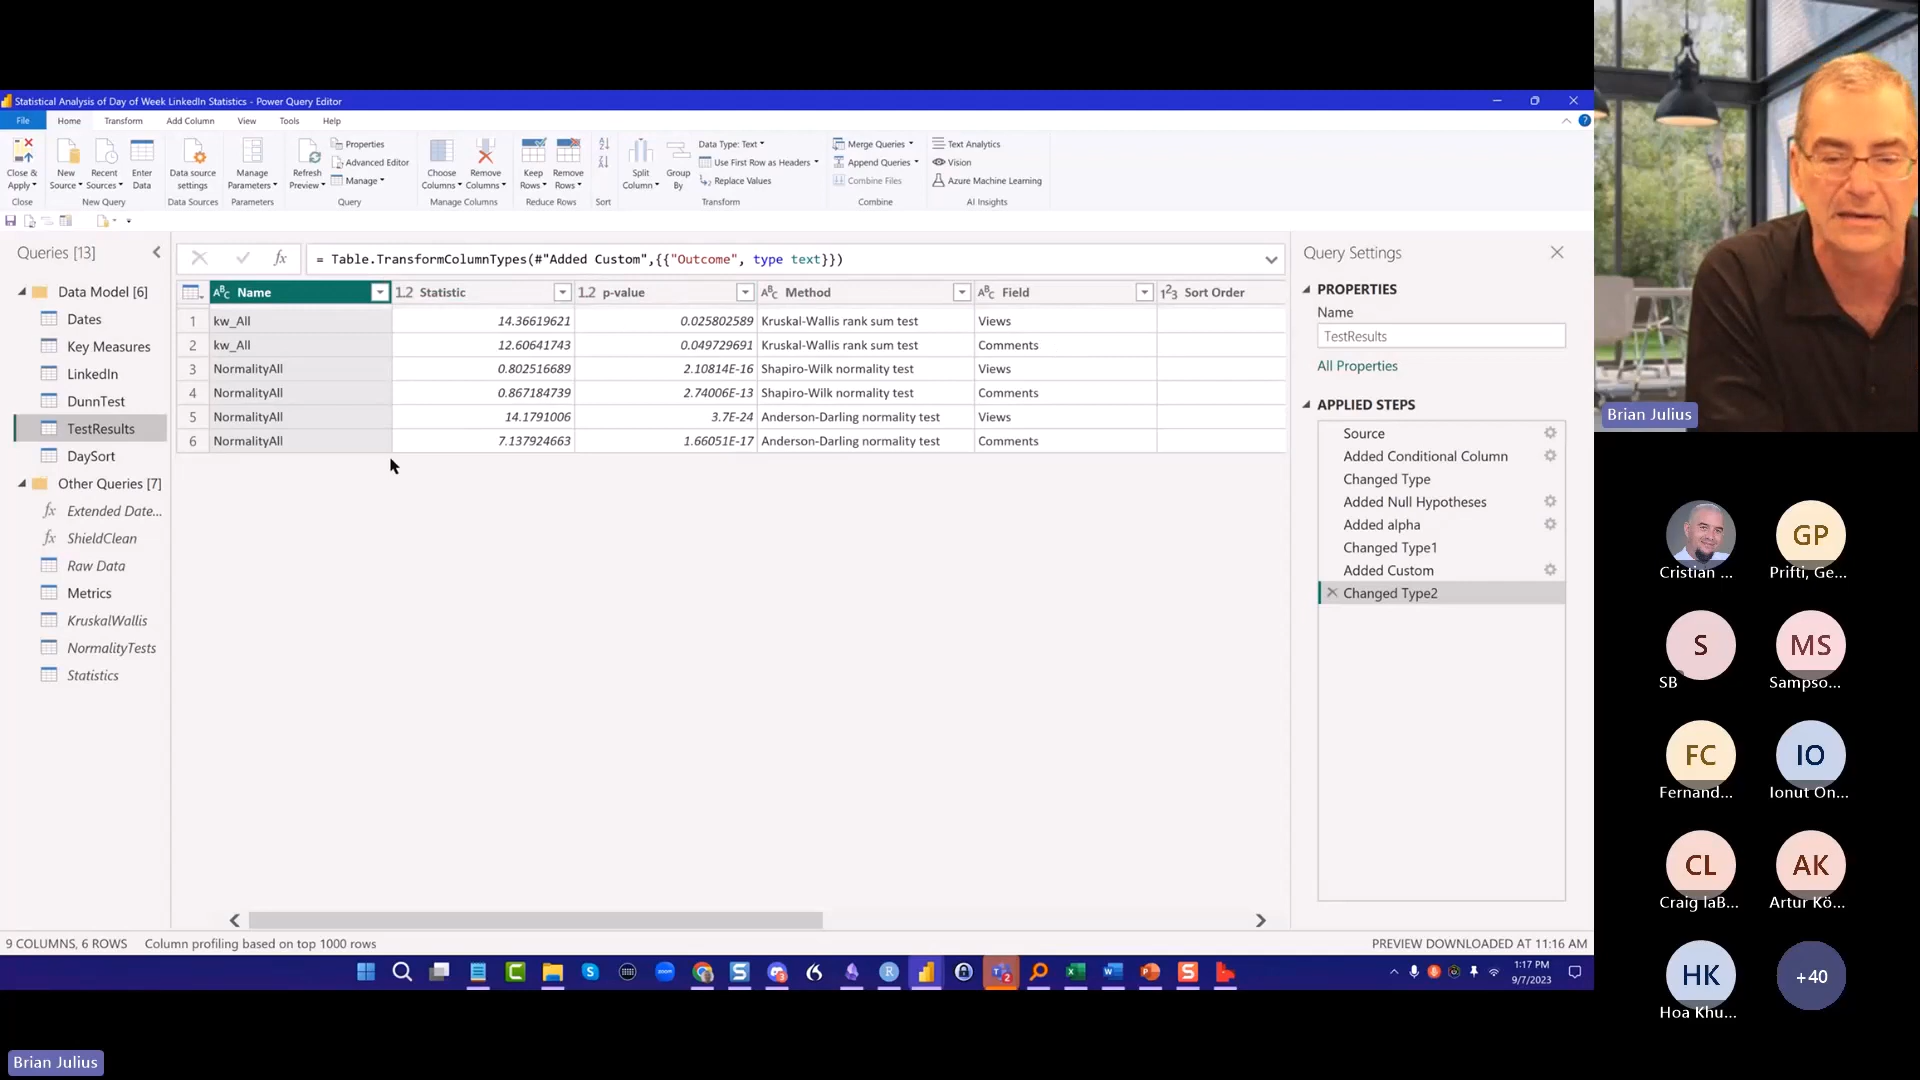 Statistical Analysis of Day of Week LinkedIn Statistics - Power Query Editor
File Home Transform Add Column View Tools Help
Close & Apply
New Source
Recent Sources
Enter Data
Data source settings
Manage Parameters
Refresh Preview
Properties
Advanced Editor
Manage
Choose Columns
Remove Columns
Keep Rows
Remove Rows
Split Column
Group By
Data Type: Text
Use First Row as Headers
Replace Values
Merge Queries
Append Queries
Combine Files
Text Analytics
Vision
Azure Machine Learning
Close New Query Data Sources Parameters Query Manage Columns Reduce Rows Sort Transform Combine AI Insights
Queries [13]
Data Model [6]
Dates
Key Measures
LinkedIn
DunnTest
TestResults
DaySort
Other Queries [7]
Extended Date...
ShieldClean
Raw Data
Metrics
KruskalWallis
NormalityTests
Statistics
fx = Table.TransformColumnTypes(#"Added Custom",{{"Outcome", type text}})
ABC Name 1.2 Statistic 1.2 p-value ABC Method ABC Field 123 Sort Order
1 kw_All 14.36619621 0.025802589 Kruskal-Wallis rank sum test Views
2 kw_All 12.60641743 0.049729691 Kruskal-Wallis rank sum test Comments
3 NormalityAll 0.802516689 2.10814E-16 Shapiro-Wilk normality test Views
4 NormalityAll 0.867184739 2.74006E-13 Shapiro-Wilk normality test Comments
5 NormalityAll 14.1791006 3.7E-24 Anderson-Darling normality test Views
6 NormalityAll 7.137924663 1.66051E-17 Anderson-Darling normality test Comments
Query Settings
PROPERTIES
Name
TestResults
All Properties
APPLIED STEPS
Source
Added Conditional Column
Changed Type
Added Null Hypotheses
Added alpha
Changed Type1
Added Custom
Changed Type2
9 COLUMNS, 6 ROWS Column profiling based on top 1000 rows
PREVIEW DOWNLOADED AT 11:16 AM
1:17 PM
9/7/2023
Brian Julius
Brian Julius
Cristian ...
GP
Prifti, Ge...
S
SB
MS
Sampso...
FC
Fernand...
IO
Ionut On...
CL
Craig laB...
AK
Artur Kö...
HK
Hoa Khu...
+40